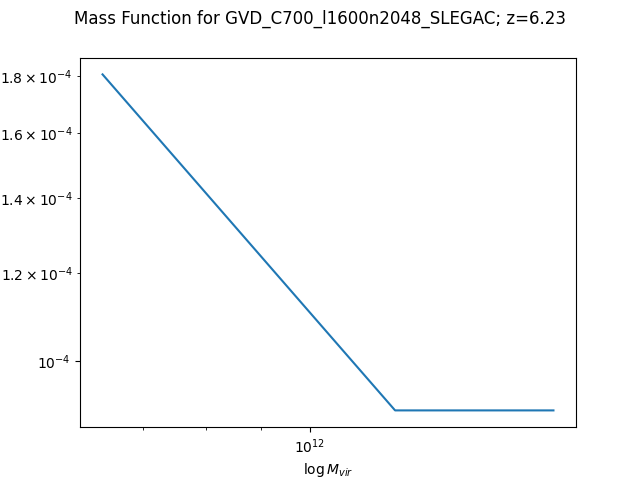 Mass Function for GVD_C700_l1600n2048_SLEGAC; z=6.23
1.8 × 10⁻⁴
1.6 × 10⁻⁴
1.4 × 10⁻⁴
1.2 × 10⁻⁴
10⁻⁴
10¹²
log M_vir